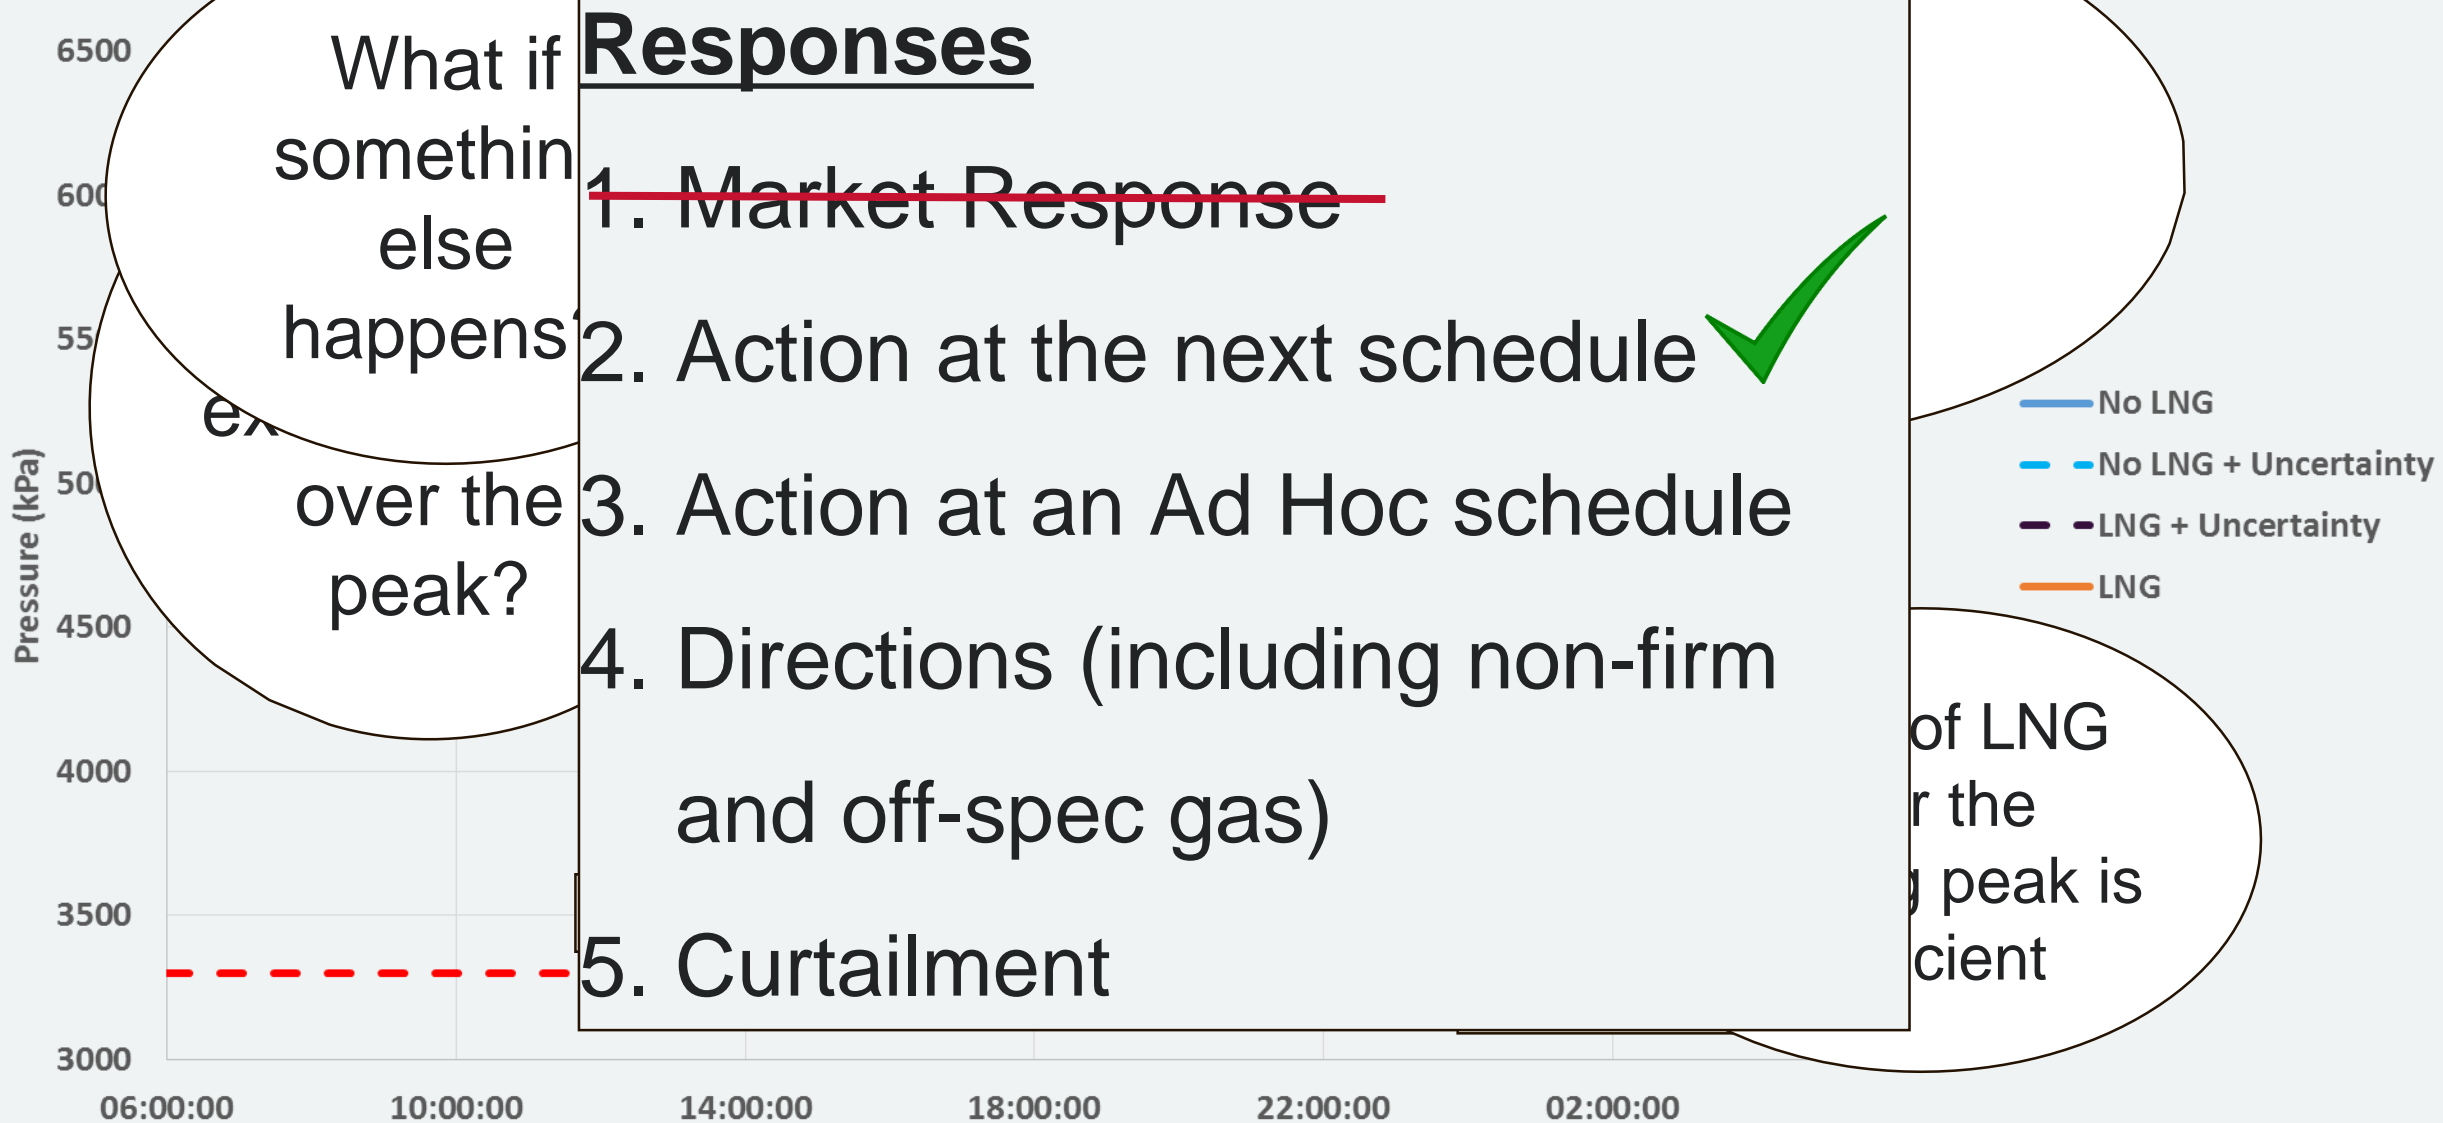 Responses
1. Market Response
2. Action at the next schedule
3. Action at an Ad Hoc schedule
4. Directions (including non-firm
and off-spec gas)
5. Curtailment
What if
somethin
else
happens
over the
peak?
of LNG
the
peak is
cient
Pressure (kPa)
6500
4500
4000
3500
3000
06:00:00 10:00:00 14:00:00 18:00:00 22:00:00 02:00:00
No LNG
No LNG + Uncertainty
LNG + Uncertainty
LNG